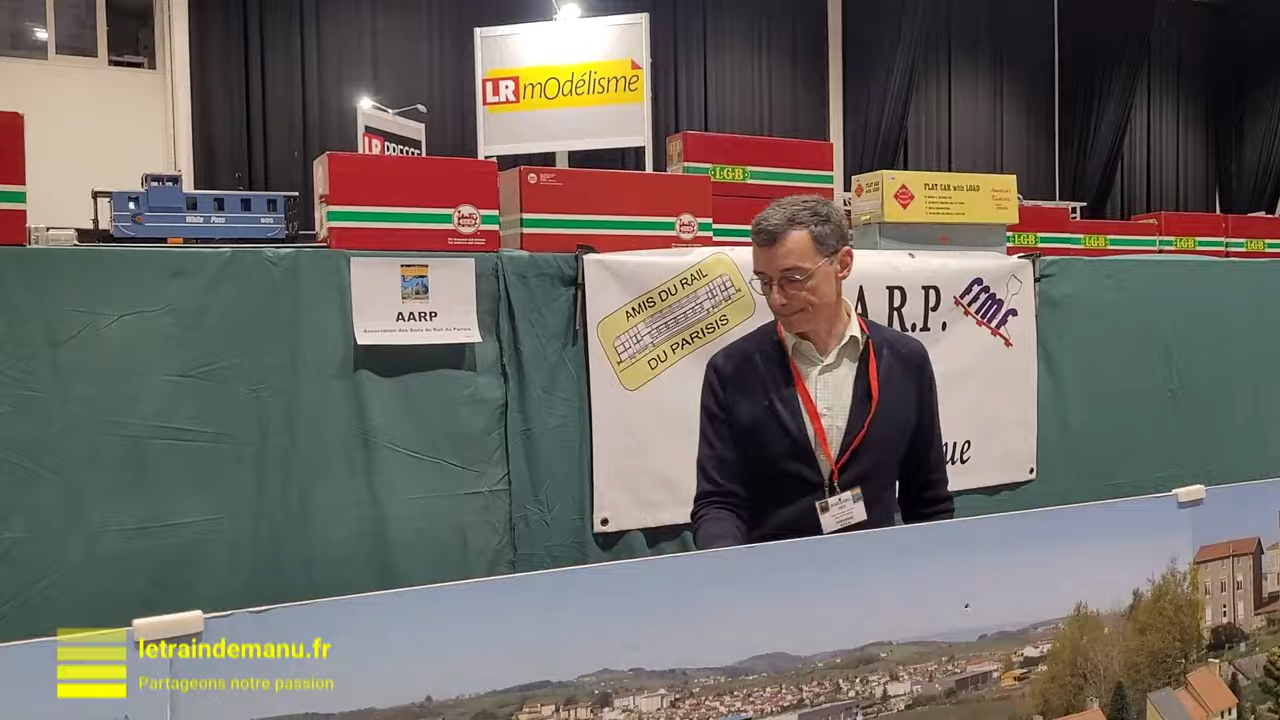 LR mOdélisme
LR PRESSE
LGB
FLAT CAR with LOAD
White Pass
905
LGB
LGB
LGB
LGB
AARP
Association des Amis du Rail du Parisis
AMIS DU RAIL
DU PARISIS
A.R.P.
FFMF
ue
letraindemanu.fr
Partageons notre passion